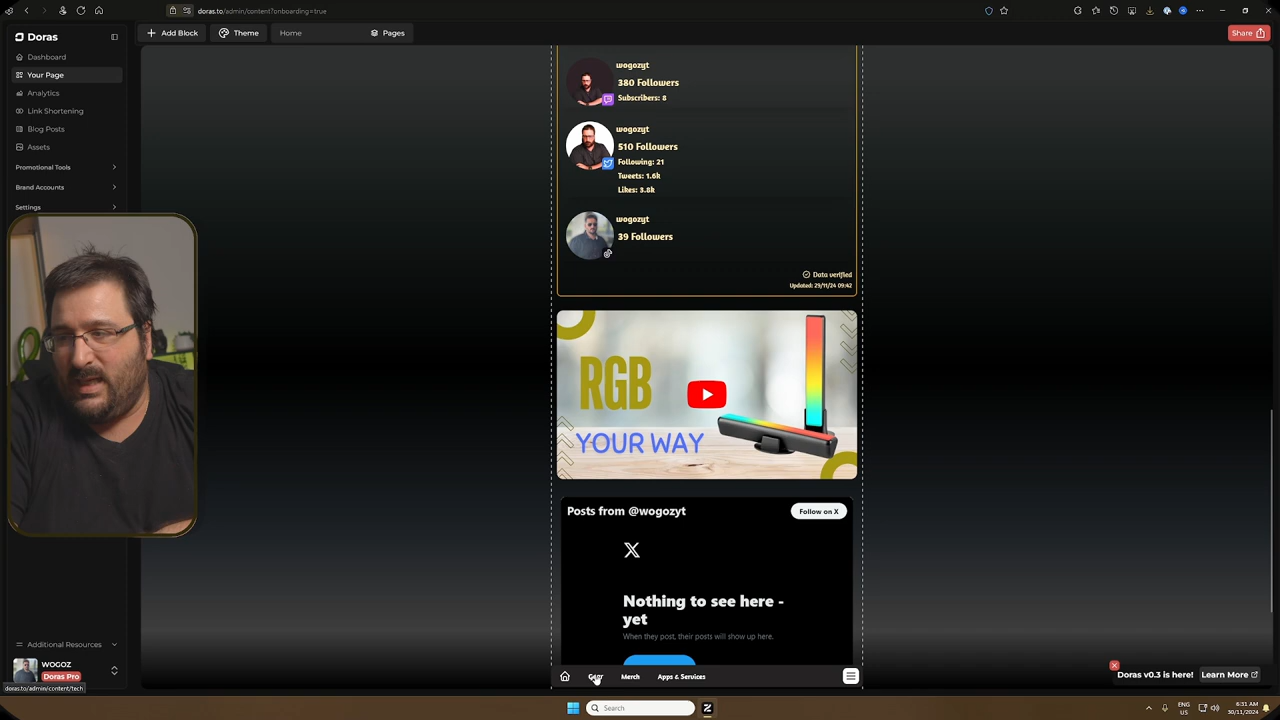 doras.to/admin/content?onboarding=true
Doras
Add Block
Theme
Home
Pages
Share
Dashboard
Your Page
Analytics
Link Shortening
Blog Posts
Assets
Promotional Tools
Brand Accounts
Settings
wogozyt
380 Followers
Subscribers: 8
wogozyt
510 Followers
Following: 21
Tweets: 1.6k
Likes: 3.8k
wogozyt
39 Followers
Data verified
Updated: 29/11/24 09:42
RGB
YOUR WAY
Posts from @wogozyt
Follow on X
Nothing to see here -
yet
When they post, their posts will show up here.
Gear
Merch
Apps & Services
Additional Resources
WOGOZ
Doras Pro
doras.to/admin/content/tech
Doras v0.3 is here!
Learn More
Search
ENG
US
6:31 AM
30/11/2024